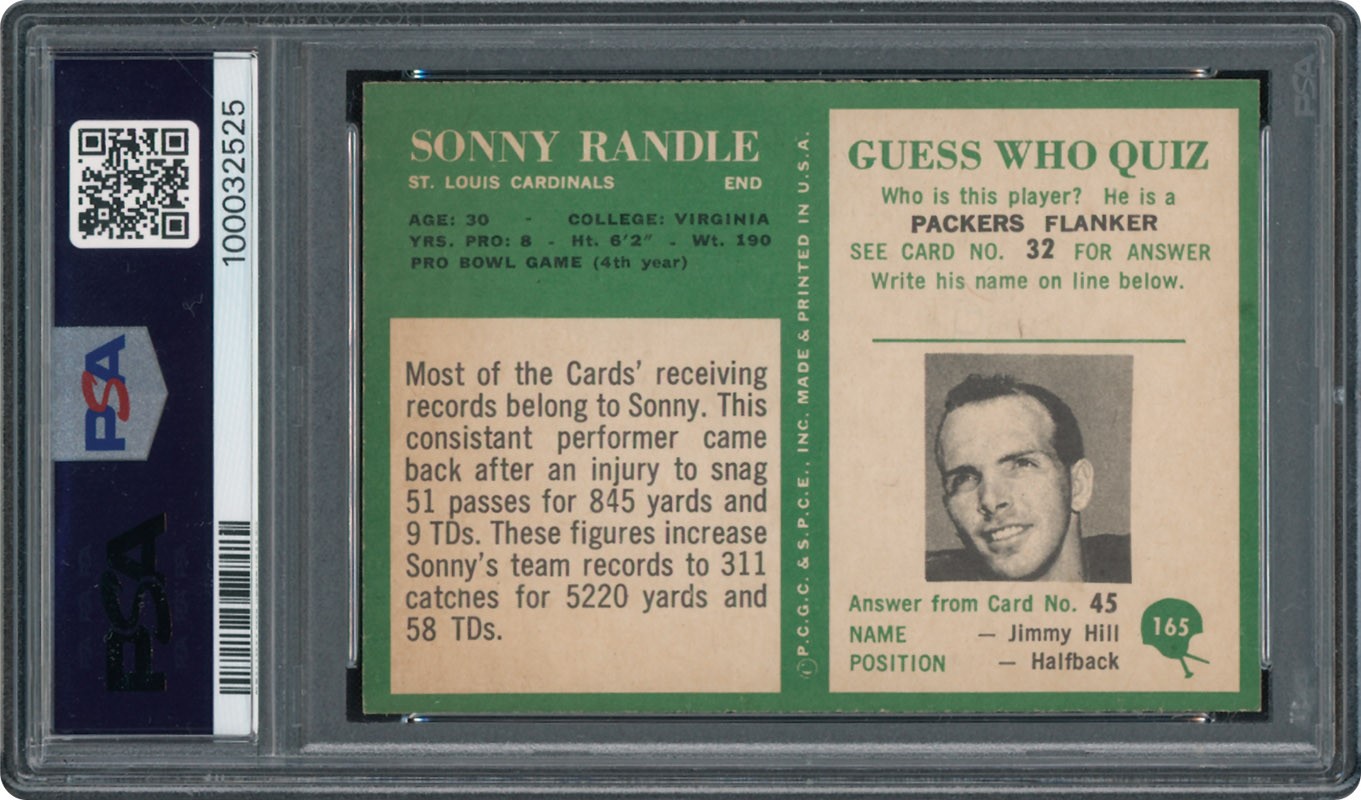 PSA
PSA
100032525
SONNY RANDLE
ST. LOUIS CARDINALS END
AGE: 30 - COLLEGE: VIRGINIA
YRS. PRO: 8 - Ht. 6'2" - Wt. 190
PRO BOWL GAME (4th year)
Most of the Cards' receiving
records belong to Sonny. This
consistant performer came
back after an injury to snag
51 passes for 845 yards and
9 TDs. These figures increase
Sonny's team records to 311
catches for 5220 yards and
58 TDs.
Ⓒ P.C.G.C. & S.P.C.E., INC. MADE & PRINTED IN U.S.A.
GUESS WHO QUIZ
Who is this player? He is a
PACKERS FLANKER
SEE CARD NO. 32 FOR ANSWER
Write his name on line below.
Answer from Card No. 45
NAME — Jimmy Hill
POSITION — Halfback
165
PSA
PSA